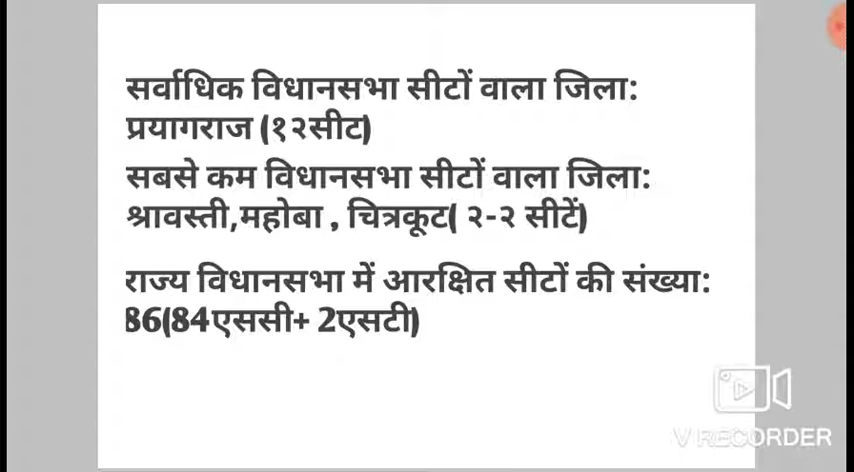 सर्वाधिक विधानसभा सीटों वाला जिला:
प्रयागराज (१२सीट)
सबसे कम विधानसभा सीटों वाला जिला:
श्रावस्ती,महोबा , चित्रकूट( २-२ सीटें)
राज्य विधानसभा में आरक्षित सीटों की संख्या:
86(84एससी+ 2एसटी)
V RECORDER